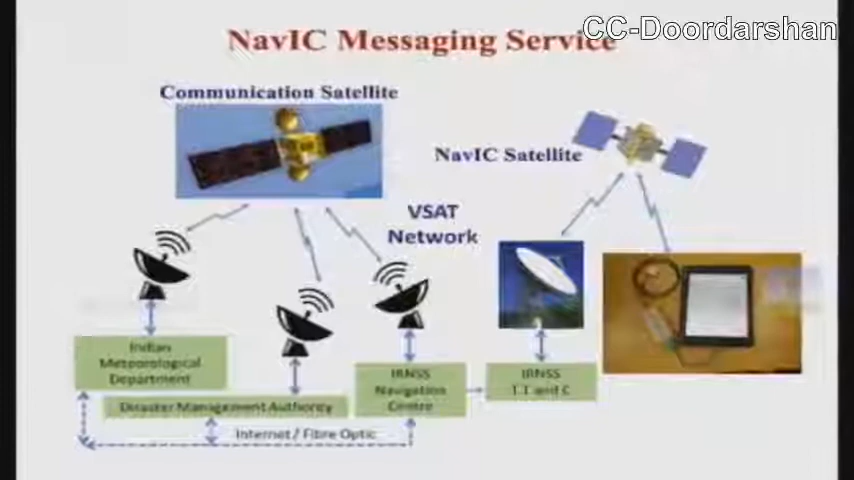 CC-Doordarshan
NavIC Messaging Service
Communication Satellite
NavIC Satellite
VSAT
Network
Indian
Meteorological
Department
Disaster Management Authority
IRNSS
Navigation
Centre
IRNSS
T T and C
Internet / Fibre Optic